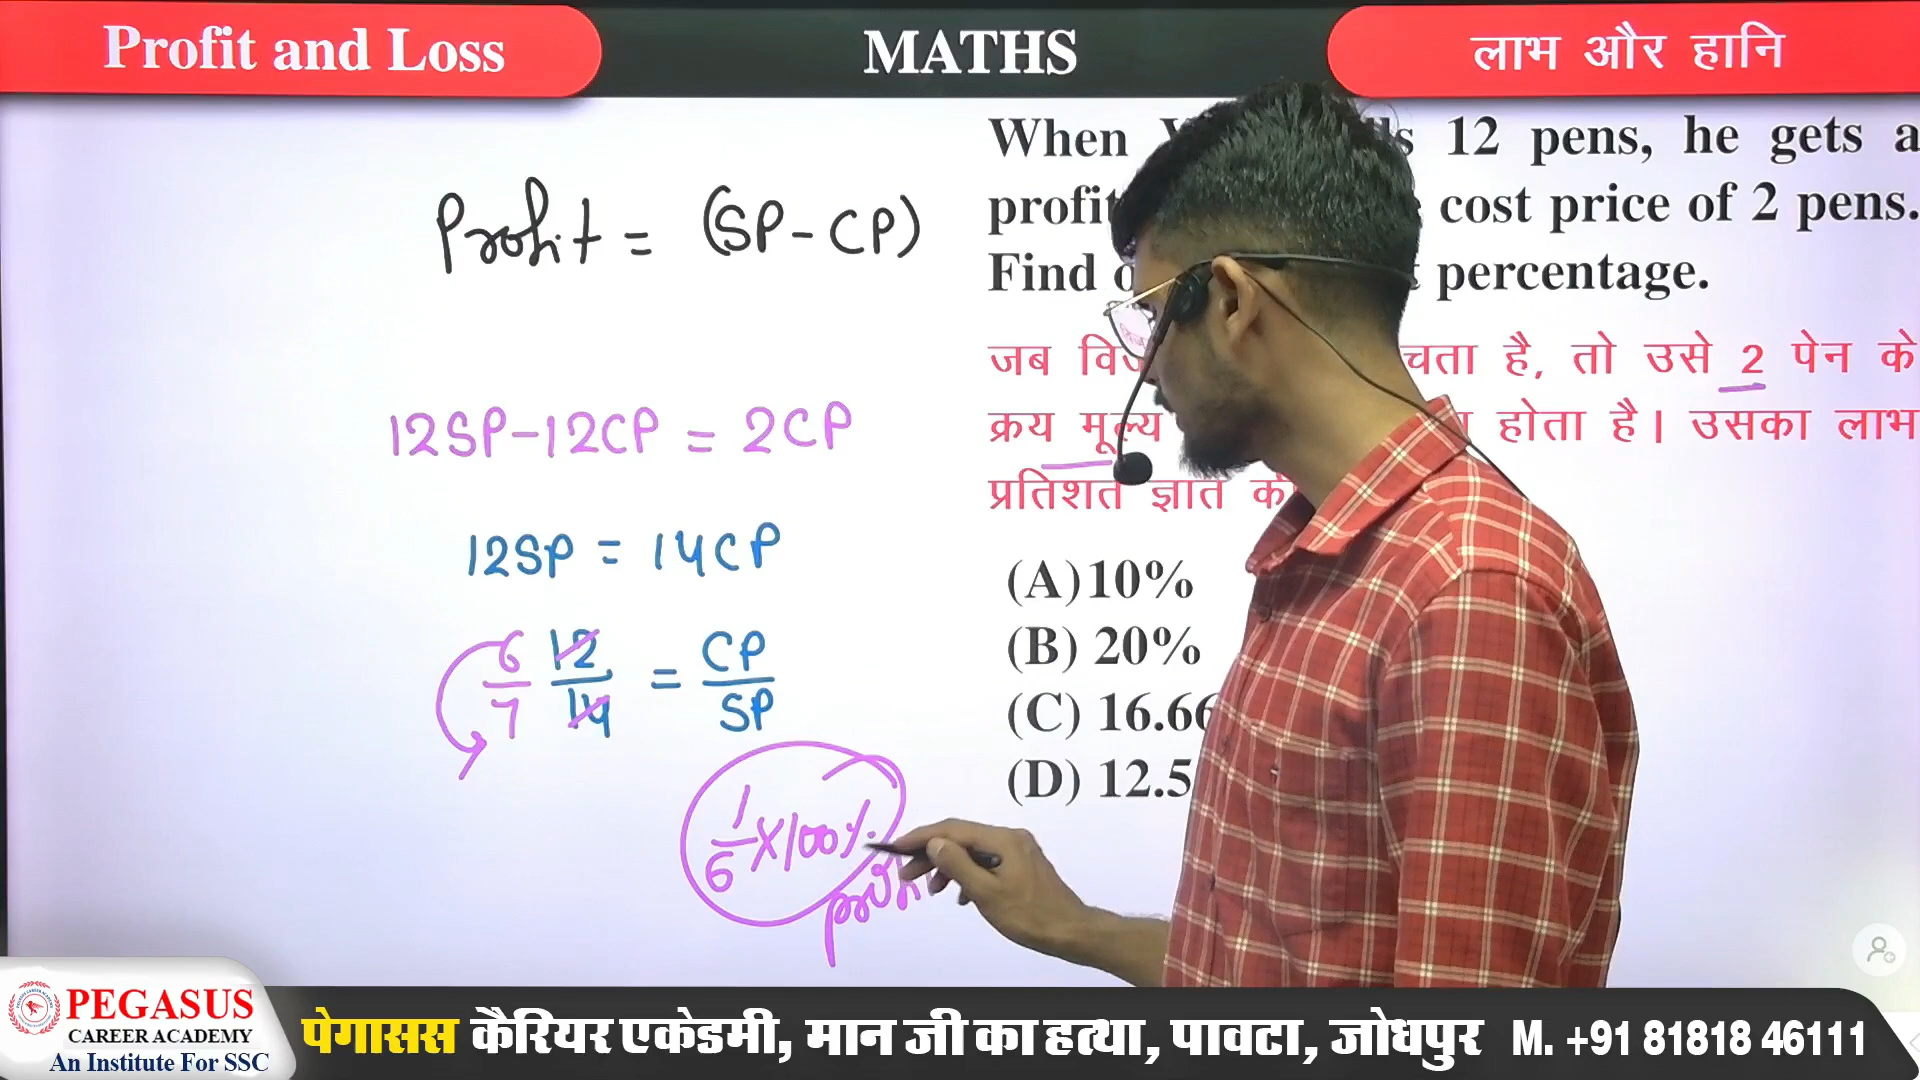 Profit and Loss
MATHS
लाभ और हानि
When 12 pens, he gets a
cost price of 2 pens.
Find percentage.
जब चता है, तो उसे 2 पेन के
क्रय मूल्य होता है। उसका लाभ
प्रतिशत ज्ञात
(A) 10%
(B) 20%
(C) 16.66
(D) 12.5
Profit = (SP - CP)
12SP - 12CP = 2CP
12SP = 14CP
6/7 12/14 = CP/SP
1/6 X 100%
PEGASUS
CAREER ACADEMY
An Institute For SSC
पेगासस कैरियर एकेडमी, मान जी का हत्था, पावटा, जोधपुर M. +91 81818 46111